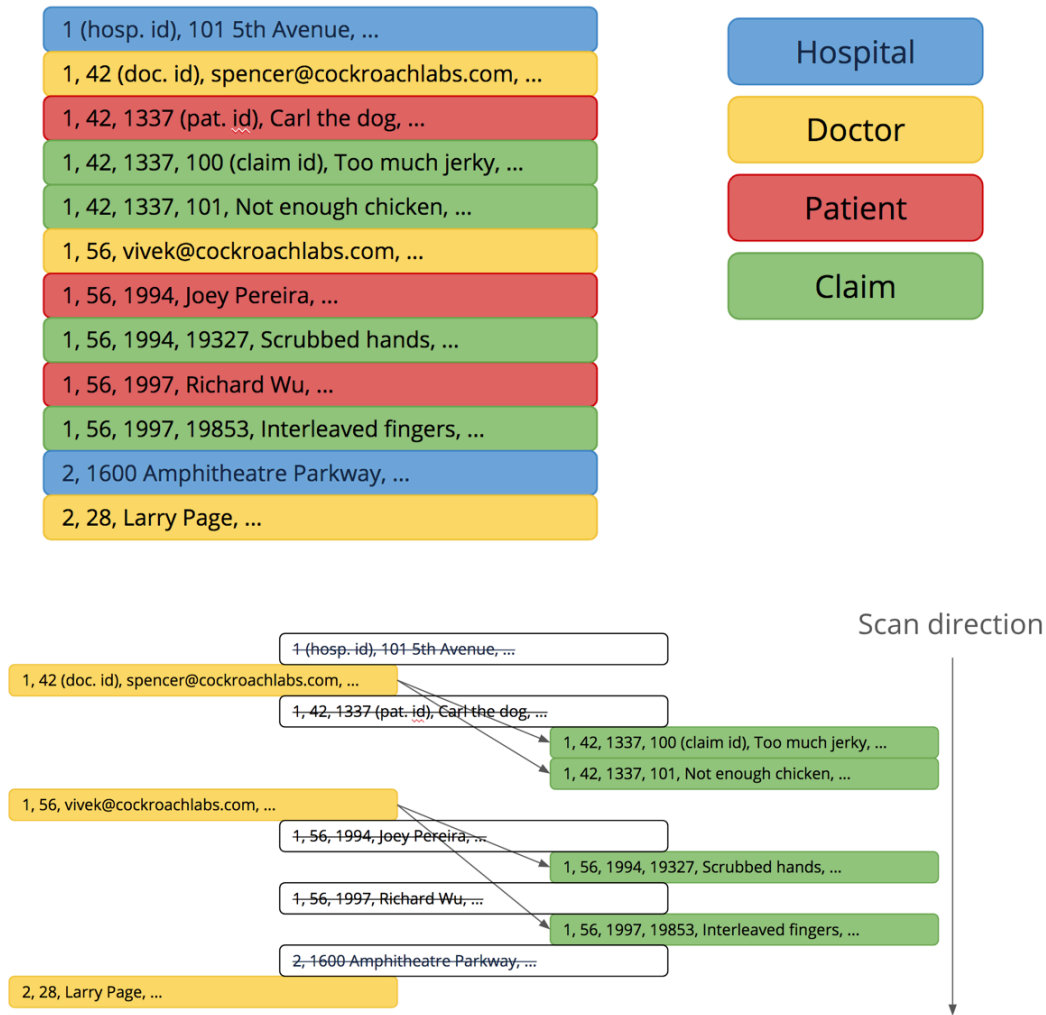 1 (hosp. id), 101 5th Avenue, ...
1, 42 (doc. id), spencer@cockroachlabs.com, ...
1, 42, 1337 (pat. id), Carl the dog, ...
1, 42, 1337, 100 (claim id), Too much jerky, ...
1, 42, 1337, 101, Not enough chicken, ...
1, 56, vivek@cockroachlabs.com, ...
1, 56, 1994, Joey Pereira, ...
1, 56, 1994, 19327, Scrubbed hands, ...
1, 56, 1997, Richard Wu, ...
1, 56, 1997, 19853, Interleaved fingers, ...
2, 1600 Amphitheatre Parkway, ...
2, 28, Larry Page, ...
Hospital
Doctor
Patient
Claim
Scan direction
1 (hosp. id), 101 5th Avenue, ...
1, 42 (doc. id), spencer@cockroachlabs.com, ...
1, 42, 1337 (pat. id), Carl the dog, ...
1, 42, 1337, 100 (claim id), Too much jerky, ...
1, 42, 1337, 101, Not enough chicken, ...
1, 56, vivek@cockroachlabs.com, ...
1, 56, 1994, Joey Pereira, ...
1, 56, 1994, 19327, Scrubbed hands, ...
1, 56, 1997, Richard Wu, ...
1, 56, 1997, 19853, Interleaved fingers, ...
2, 1600 Amphitheatre Parkway, ...
2, 28, Larry Page, ...